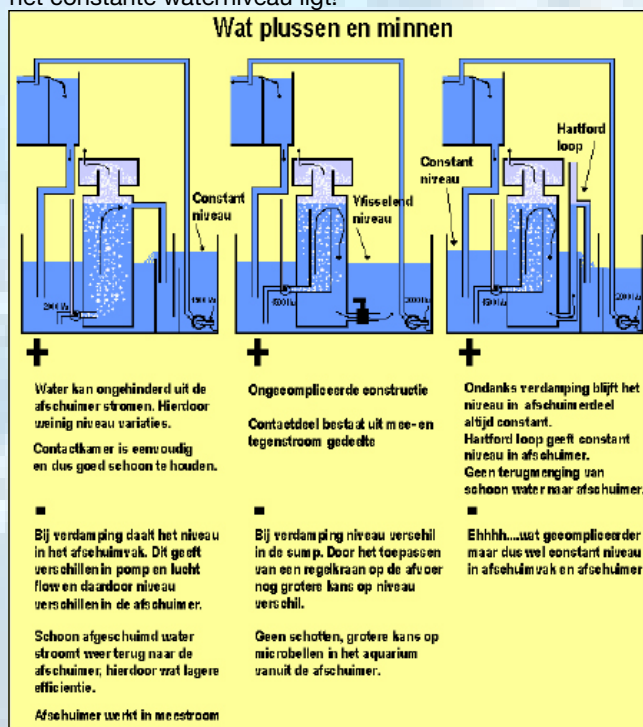 het constante waterniveau ligt!
Wat plussen en minnen
Hartford
loop
Constant
niveau
Constant
niveau
Wisselend
niveau
+
+
+
Water kan ongehinderd uit de
afschuimer stromen. Hierdoor
weinig niveau variaties.
Contactkamer is eenvoudig
en dus goed schoon te houden.
-
Bij verdamping daalt het niveau
in het afschuimvak. Dit geeft
verschillen in pomp en lucht
flow en daardoor niveau
verschillen in de afschuimer.
Schoon afgeschuimd water
stroomt weer terug naar de
afschuimer, hierdoor wat lagere
efficientie.
Afschuimer werkt in meestroom
Ongecompliceerde constructie
Contactdeel bestaat uit mee- en
tegenstroom gedeelte
-
Bij verdamping niveau verschil
in de sump. Door het toepassen
van een regelkraan op de afvoer
nog grotere kans op niveau
verschil.
Geen schotten, grotere kans op
microbellen in het aquarium
vanuit de afschuimer.
Ondanks verdamping blijft het
niveau in afschuimerdeel
altijd constant.
Hartford loop geeft constant
niveau in afschuimer.
Geen terugmenging van
schoon water naar afschuimer.
-
Ehhhh....wat gecompliceerder
maar dus wel constant niveau
in afschuimvak en afschuimer